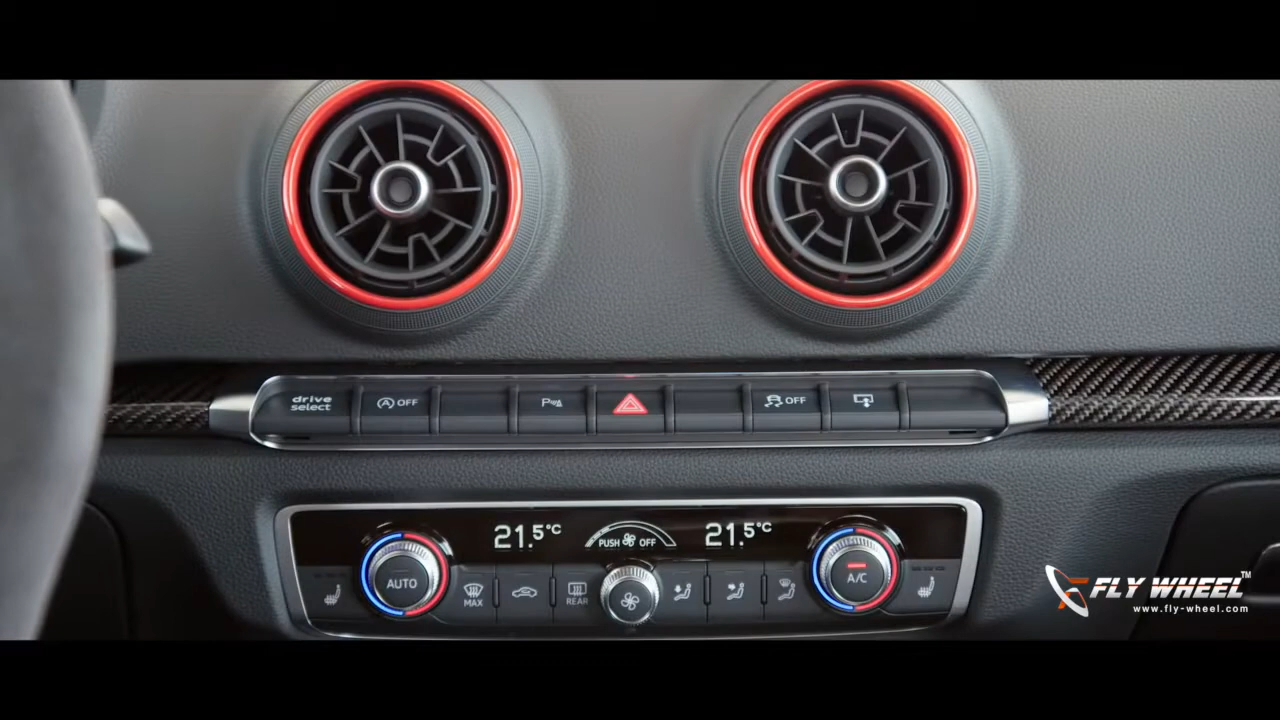 drive
select
OFF
P
OFF
21.5°C
PUSH OFF
21.5°C
AUTO
MAX
REAR
A/C
FLY WHEEL™
www.fly-wheel.com